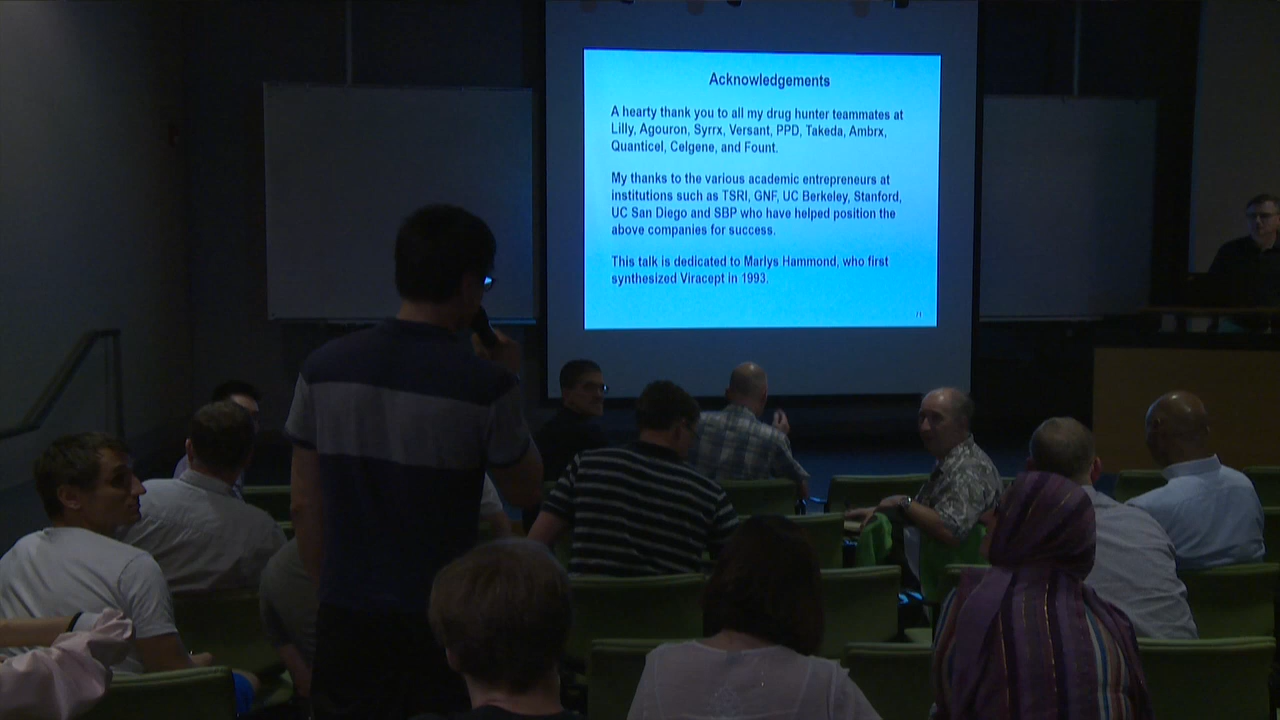 Acknowledgements
A hearty thank you to all my drug hunter teammates at
Lilly, Agouron, Syrrx, Versant, PPD, Takeda, Ambrx,
Quanticel, Celgene, and Fount.
My thanks to the various academic entrepreneurs at
institutions such as TSRI, GNF, UC Berkeley, Stanford,
UC San Diego and SBP who have helped position the
above companies for success.
This talk is dedicated to Marlys Hammond, who first
synthesized Viracept in 1993.